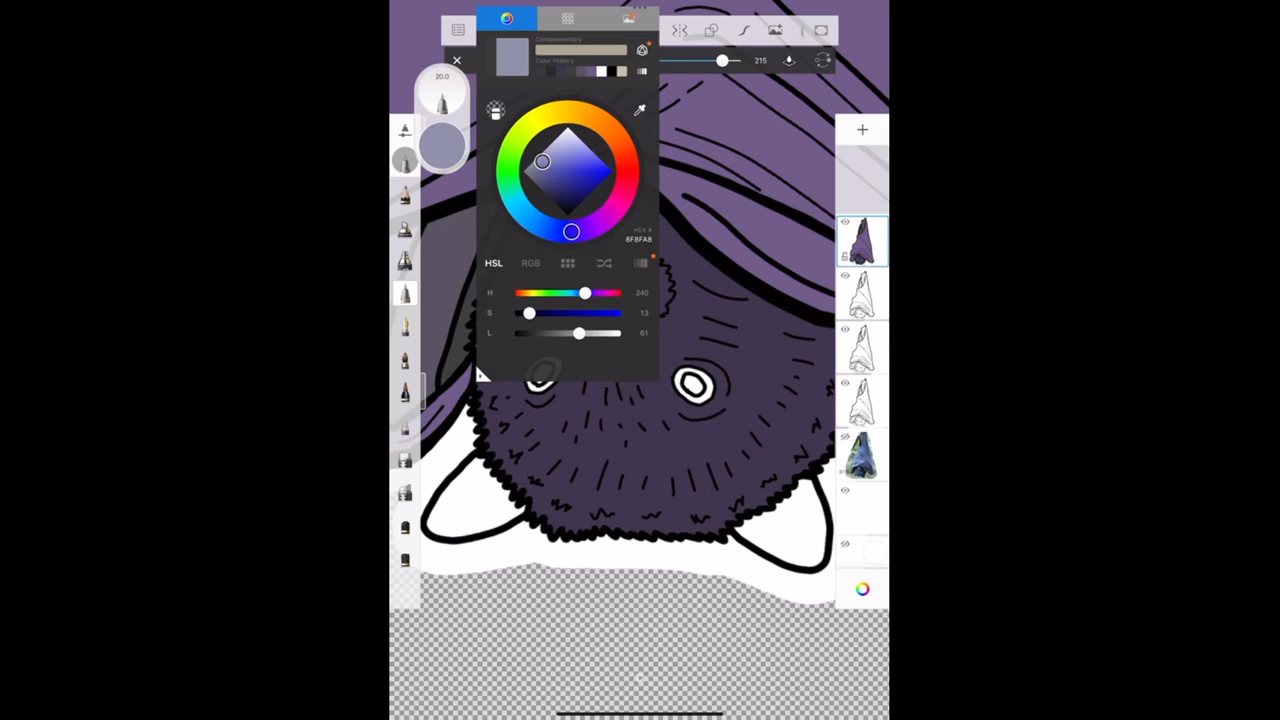 Complementary
Color History
215
20.0
HEX #
8F8FA8
HSL RGB
H 240
S 13
L 61